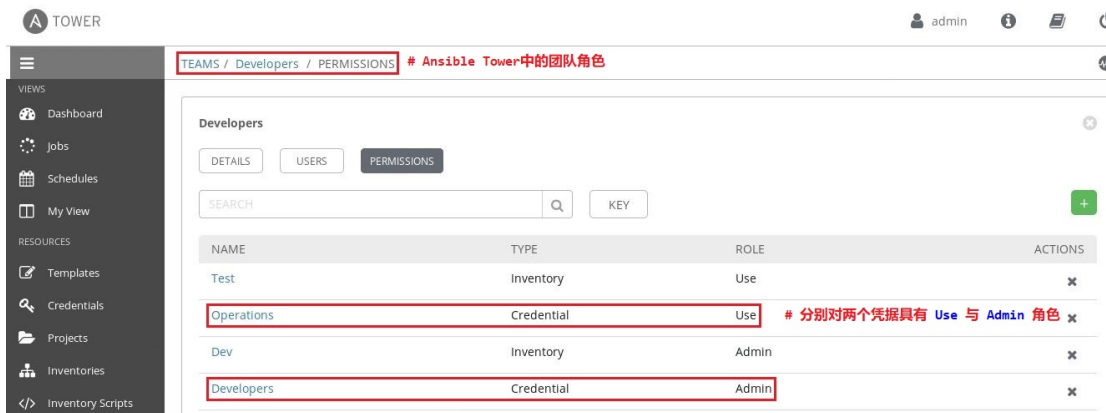 A TOWER admin
TEAMS / Developers / PERMISSIONS # Ansible Tower中的团队角色
VIEWS
Dashboard
Developers
Jobs
DETAILS USERS PERMISSIONS
Schedules
SEARCH KEY +
My View
RESOURCES
NAME TYPE ROLE ACTIONS
Templates
Test Inventory Use
Credentials
Operations Credential Use # 分别对两个凭据具有 Use 与 Admin 角色
Projects
Dev Inventory Admin
Inventories
Developers Credential Admin
Inventory Scripts